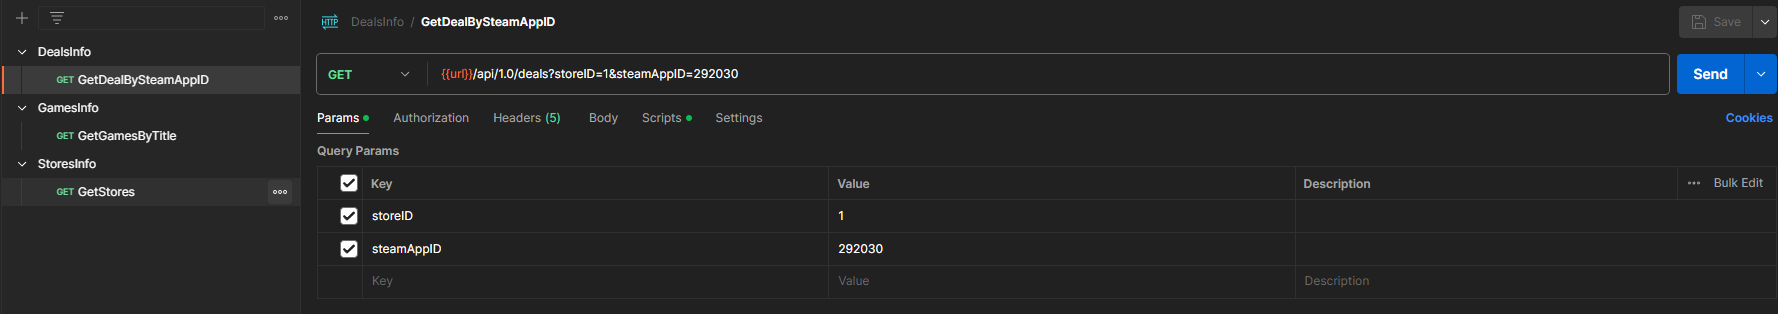 DealsInfo
GET GetDealBySteamAppID
GamesInfo
GET GetGamesByTitle
StoresInfo
GET GetStores
HTTP DealsInfo / GetDealBySteamAppID
Save
GET {{url}}/api/1.0/deals?storeID=1&steamAppID=292030
Send
Params Authorization Headers (5) Body Scripts Settings Cookies
Query Params
Key Value Description Bulk Edit
storeID 1
steamAppID 292030
Key Value Description